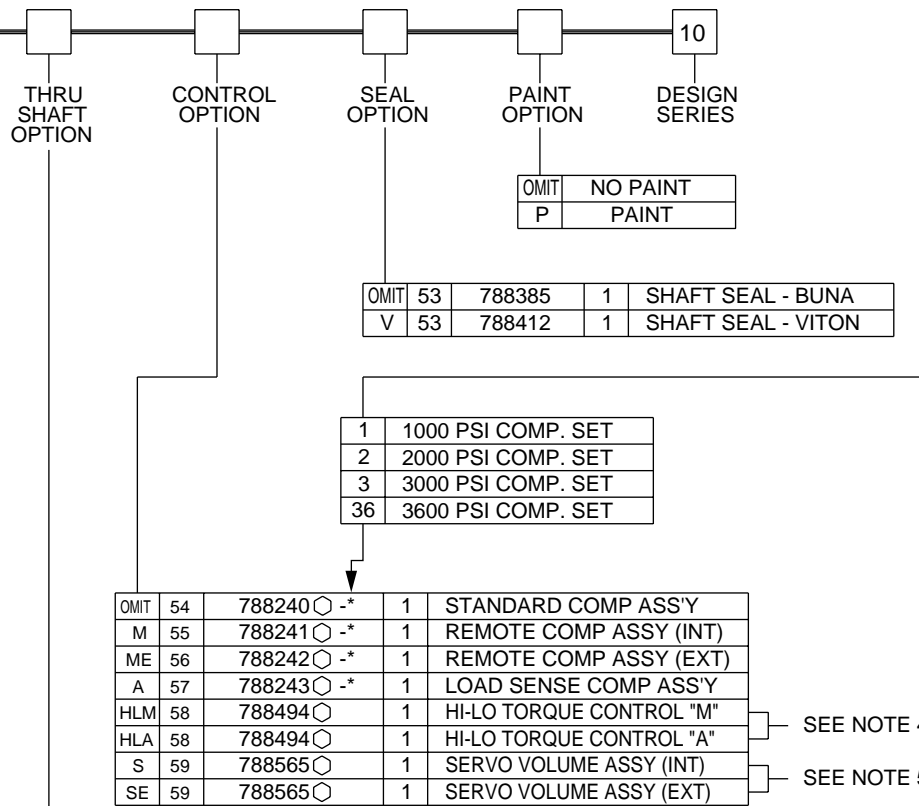 10
THRU SHAFT OPTION
CONTROL OPTION
SEAL OPTION
PAINT OPTION
DESIGN SERIES
OMIT NO PAINT
P PAINT
OMIT 53 788385 1 SHAFT SEAL - BUNA
V 53 788412 1 SHAFT SEAL - VITON
1 1000 PSI COMP. SET
2 2000 PSI COMP. SET
3 3000 PSI COMP. SET
36 3600 PSI COMP. SET
OMIT 54 788240⬡ -* 1 STANDARD COMP ASS'Y
M 55 788241⬡ -* 1 REMOTE COMP ASSY (INT)
ME 56 788242⬡ -* 1 REMOTE COMP ASSY (EXT)
A 57 788243⬡ -* 1 LOAD SENSE COMP ASS'Y
HLM 58 788494⬡ 1 HI-LO TORQUE CONTROL "M"
HLA 58 788494⬡ 1 HI-LO TORQUE CONTROL "A"
SEE NOTE 4
S 59 788565⬡ 1 SERVO VOLUME ASSY (INT)
SE 59 788565⬡ 1 SERVO VOLUME ASSY (EXT)
SEE NOTE 5